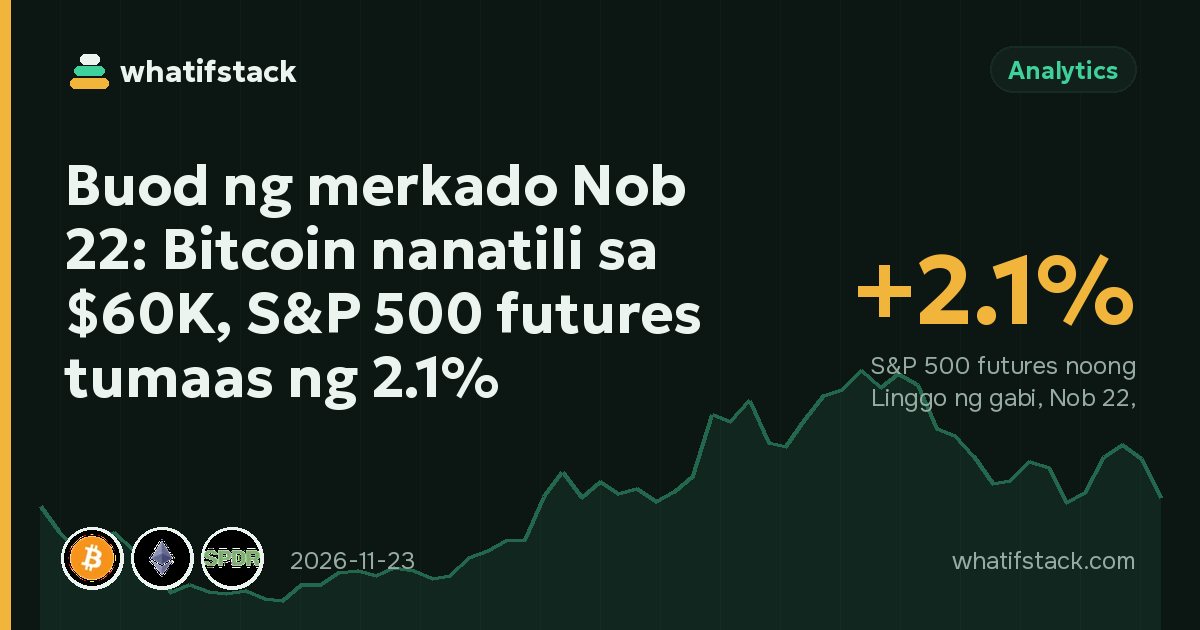 whatifstack
Analytics
Buod ng merkado Nob
22: Bitcoin nanatili sa
$60K, S&P 500 futures
tumaas ng 2.1%
+2.1%
S&P 500 futures noong
Linggo ng gabi, Nob 22,
SPDR
2026-11-23
whatifstack.com